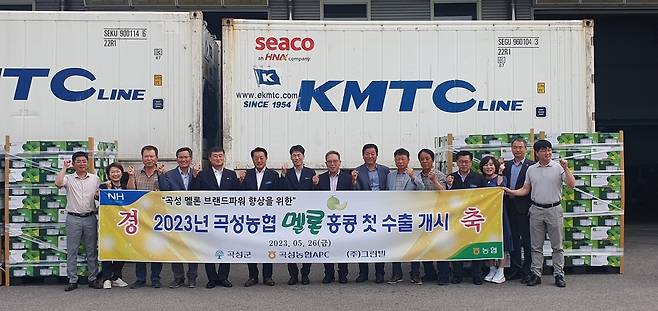 SEKU 900114 6
22R1
KMTC LINE
seaco
an HNA company
www.ekmtc.com
SINCE 1954
KMTC LINE
SEGU 960104 3
22R1
NH
"곡성 멜론 브랜드파워 향상을 위한"
경 2023년 곡성농협 멜론 홍콩 첫 수출 개시 축
2023. 05. 26(금)
곡성군 곡성농협APC (주)그린빌 농협